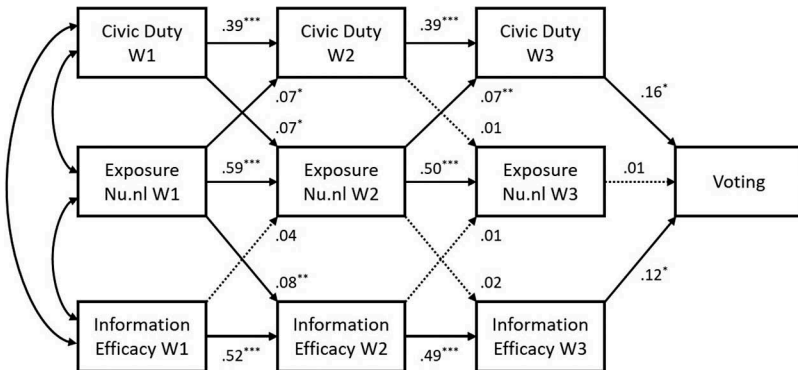 Civic Duty
W1
.39***
Civic Duty
W2
.39***
Civic Duty
W3
.07*
.07*
.07**
.01
.16*
Exposure
Nu.nl W1
.59***
Exposure
Nu.nl W2
.50***
Exposure
Nu.nl W3
.01
Voting
.04
.08**
.01
.02
.12*
Information
Efficacy W1
.52***
Information
Efficacy W2
.49***
Information
Efficacy W3